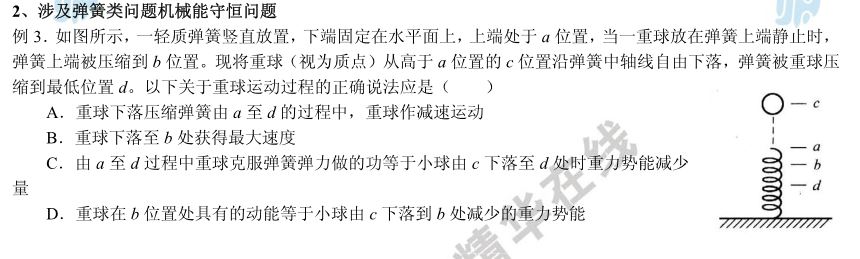 2、涉及弹簧类问题机械能守恒问题
例 3. 如图所示，一轻质弹簧竖直放置，下端固定在水平面上，上端处于 a 位置，当一重球放在弹簧上端静止时，
弹簧上端被压缩到 b 位置。现将重球（视为质点）从高于 a 位置的 c 位置沿弹簧中轴线自由下落，弹簧被重球压
缩到最低位置 d。以下关于重球运动过程的正确说法应是（    ）
A．重球下落压缩弹簧由 a 至 d 的过程中，重球作减速运动
B．重球下落至 b 处获得最大速度
C．由 a 至 d 过程中重球克服弹簧弹力做的功等于小球由 c 下落至 d 处时重力势能减少
量
D．重球在 b 位置处具有的动能等于小球由 c 下落到 b 处减少的重力势能
c
a
b
d
精华在线